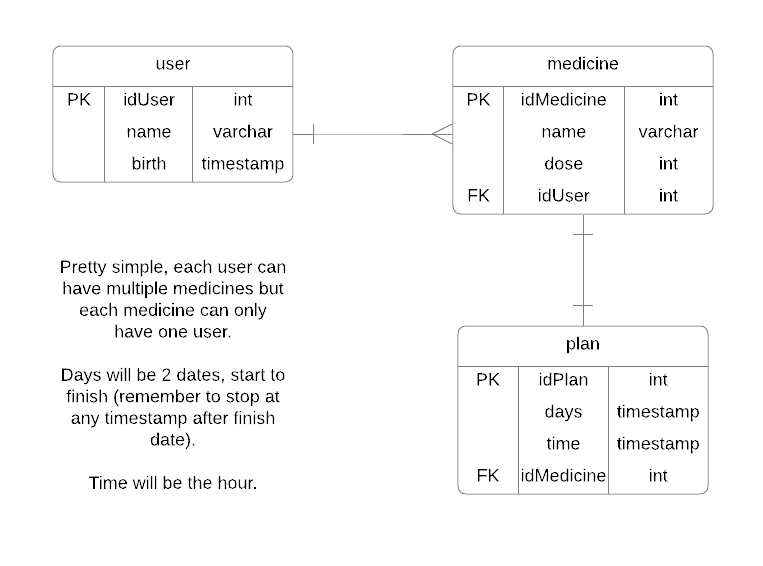 user
PK idUser int
name varchar
birth timestamp
medicine
PK idMedicine int
name varchar
dose int
FK idUser int
Pretty simple, each user can
have multiple medicines but
each medicine can only
have one user.
Days will be 2 dates, start to
finish (remember to stop at
any timestamp after finish
date).
Time will be the hour.
plan
PK idPlan int
days timestamp
time timestamp
FK idMedicine int